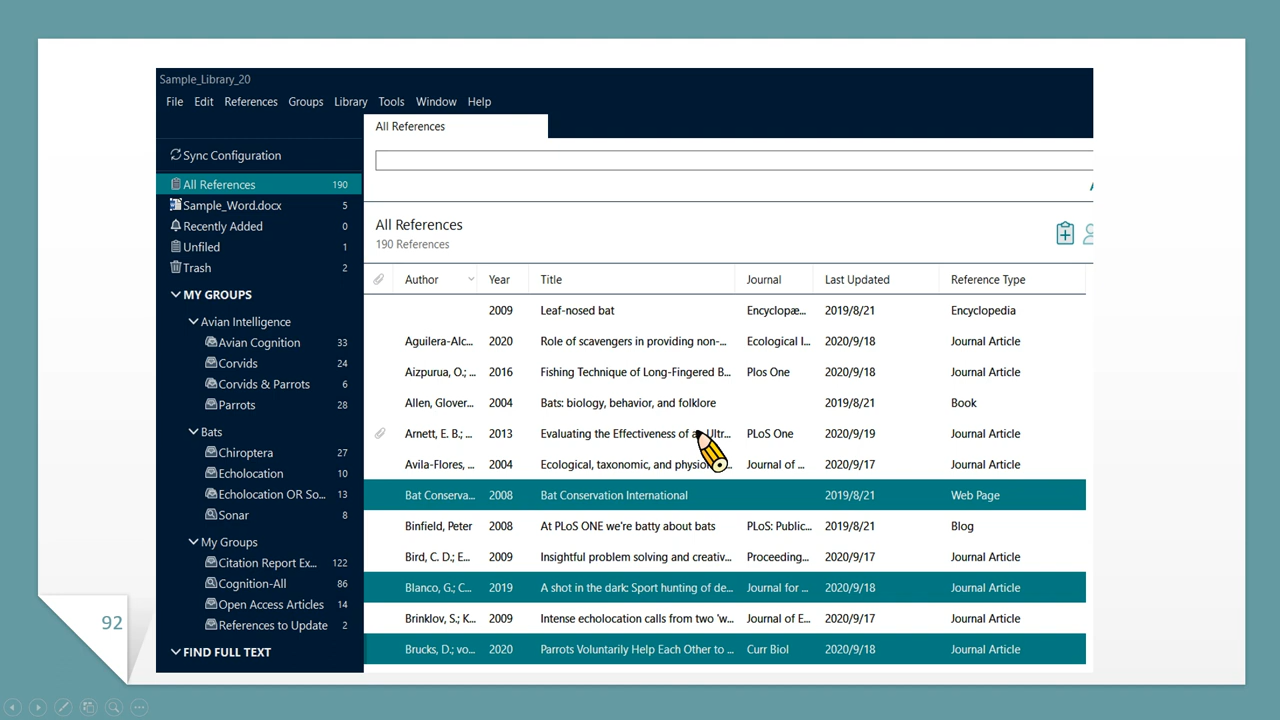 Sample_Library_20
File Edit References Groups Library Tools Window Help
All References
Sync Configuration
All References 190
Sample_Word.docx 5
Recently Added 0
Unfiled 1
Trash 2
MY GROUPS
Avian Intelligence
Avian Cognition 33
Corvids 24
Corvids & Parrots 6
Parrots 28
Bats
Chiroptera 27
Echolocation 10
Echolocation OR So... 13
Sonar 8
My Groups
Citation Report Ex... 122
Cognition-All 86
Open Access Articles 14
References to Update 2
FIND FULL TEXT
All References
190 References
Author Year Title Journal Last Updated Reference Type
2009 Leaf-nosed bat Encyclopæ... 2019/8/21 Encyclopedia
Aguilera-Alc... 2020 Role of scavengers in providing non-... Ecological I... 2020/9/18 Journal Article
Aizpurua, O.; ... 2016 Fishing Technique of Long-Fingered B... Plos One 2020/9/18 Journal Article
Allen, Glover... 2004 Bats: biology, behavior, and folklore 2019/8/21 Book
Arnett, E. B.; ... 2013 Evaluating the Effectiveness of an Ultr... PLoS One 2020/9/19 Journal Article
Avila-Flores, ... 2004 Ecological, taxonomic, and physio... Journal of ... 2020/9/17 Journal Article
Bat Conserva... 2008 Bat Conservation International 2019/8/21 Web Page
Binfield, Peter 2008 At PLoS ONE we're batty about bats PLoS: Public... 2019/8/21 Blog
Bird, C. D.; E... 2009 Insightful problem solving and creativ... Proceeding... 2020/9/17 Journal Article
Blanco, G.; C... 2019 A shot in the dark: Sport hunting of de... Journal for ... 2020/9/18 Journal Article
Brinklov, S.; K... 2009 Intense echolocation calls from two 'w... Journal of E... 2020/9/17 Journal Article
Brucks, D.; vo... 2020 Parrots Voluntarily Help Each Other to ... Curr Biol 2020/9/18 Journal Article
92